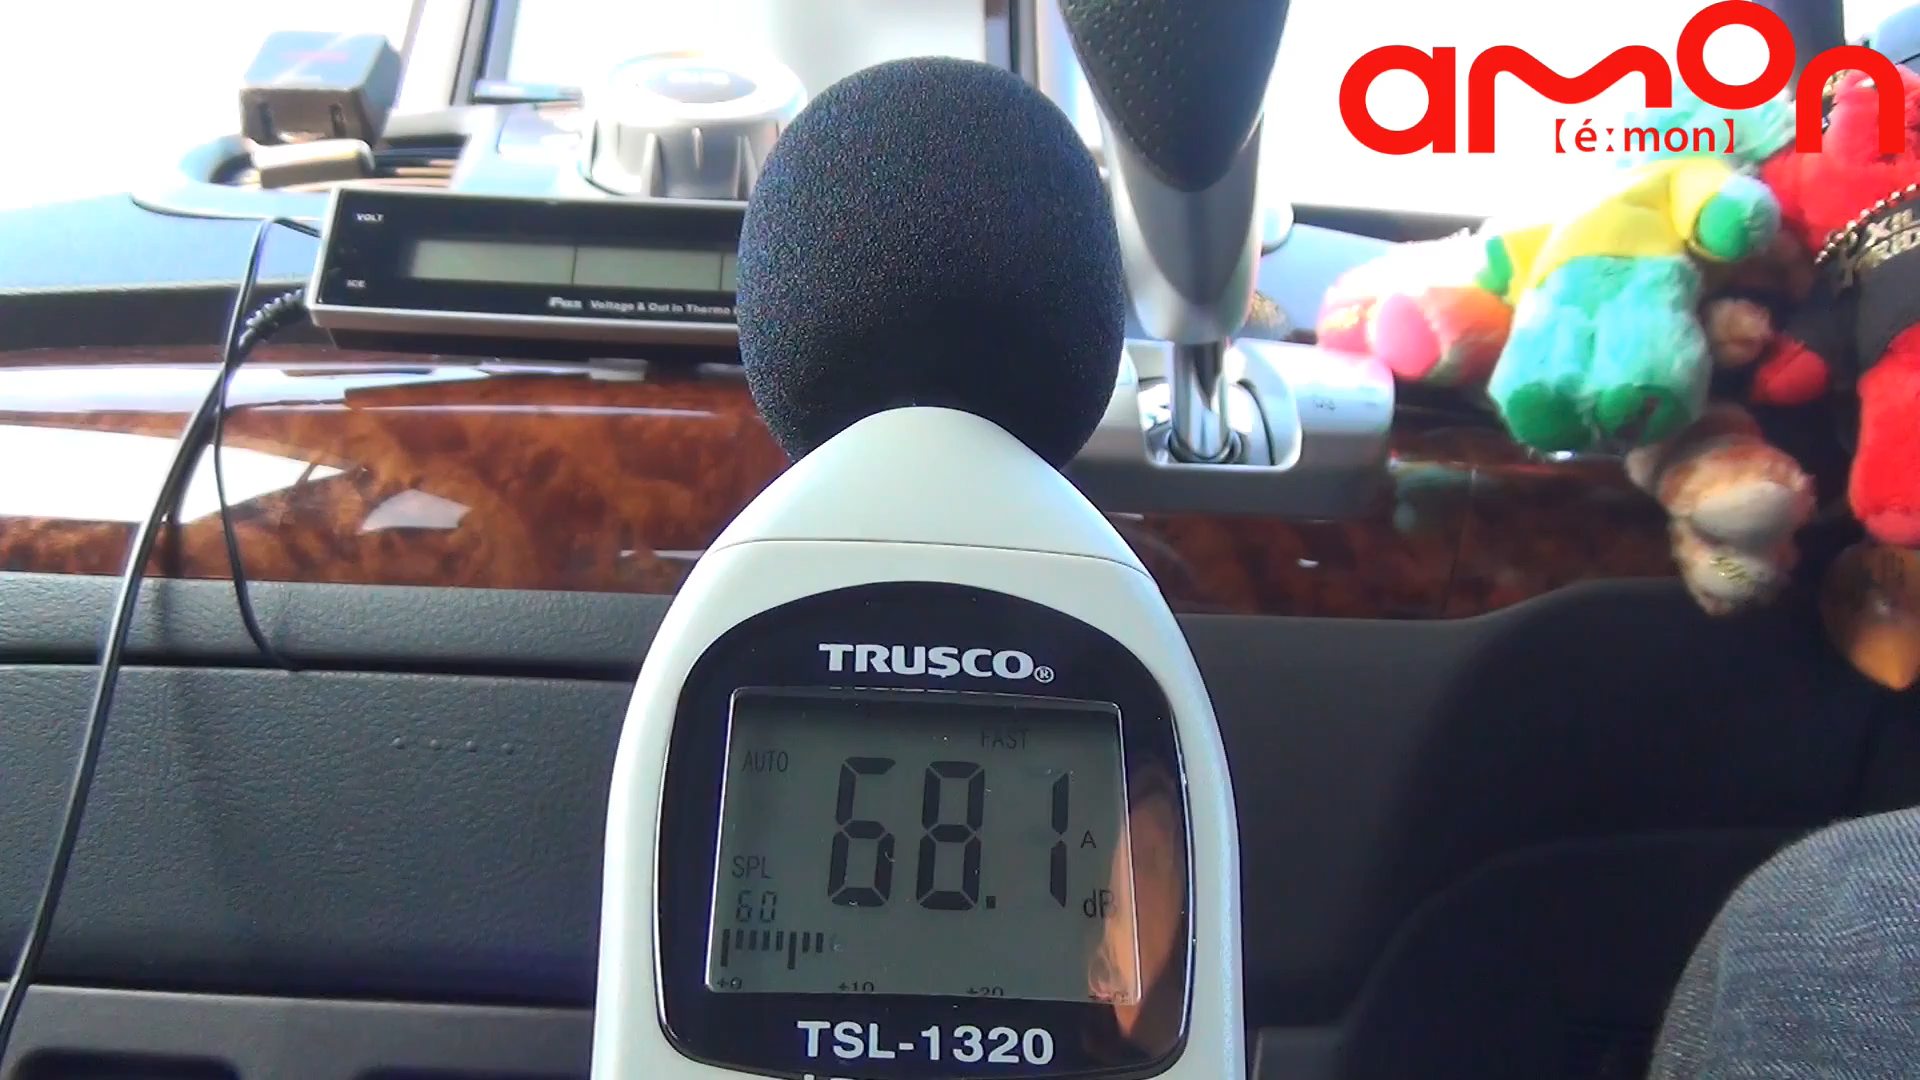 amon
【é:mon】
VOLT
ICE
Voltage & Out in Thermo
TRUSCO®
FAST
AUTO
68.1
A
SPL
dB
60
+0 +10 +20
TSL-1320